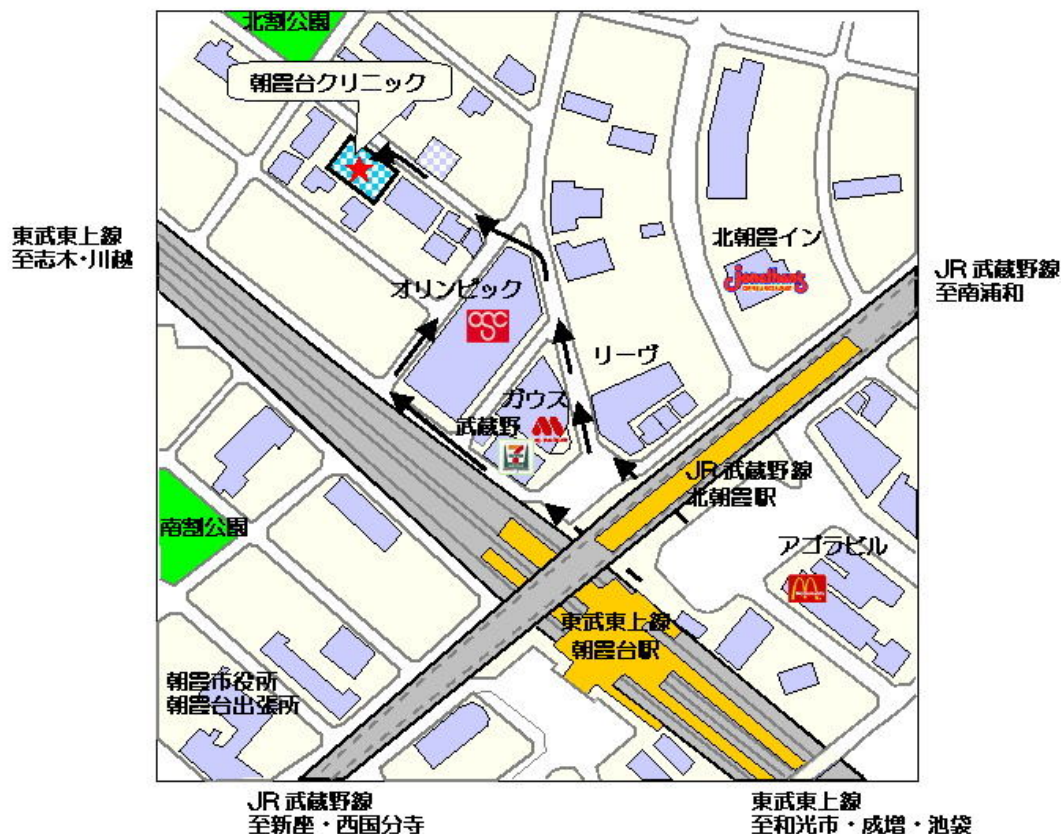 北割公園
朝霞台クリニック
東武東上線
至志木・川越
北朝霞イン
Jonathan's
JR 武蔵野線
至南浦和
オリンピック
OSC
リーヴ
ガウス
武蔵野
7
M
JR 武蔵野線
北朝霞駅
南割公園
アゴラビル
M
東武東上線
朝霞台駅
朝霞市役所
朝霞台出張所
JR 武蔵野線
至新座・西国分寺
東武東上線
至和光市・成増・池袋